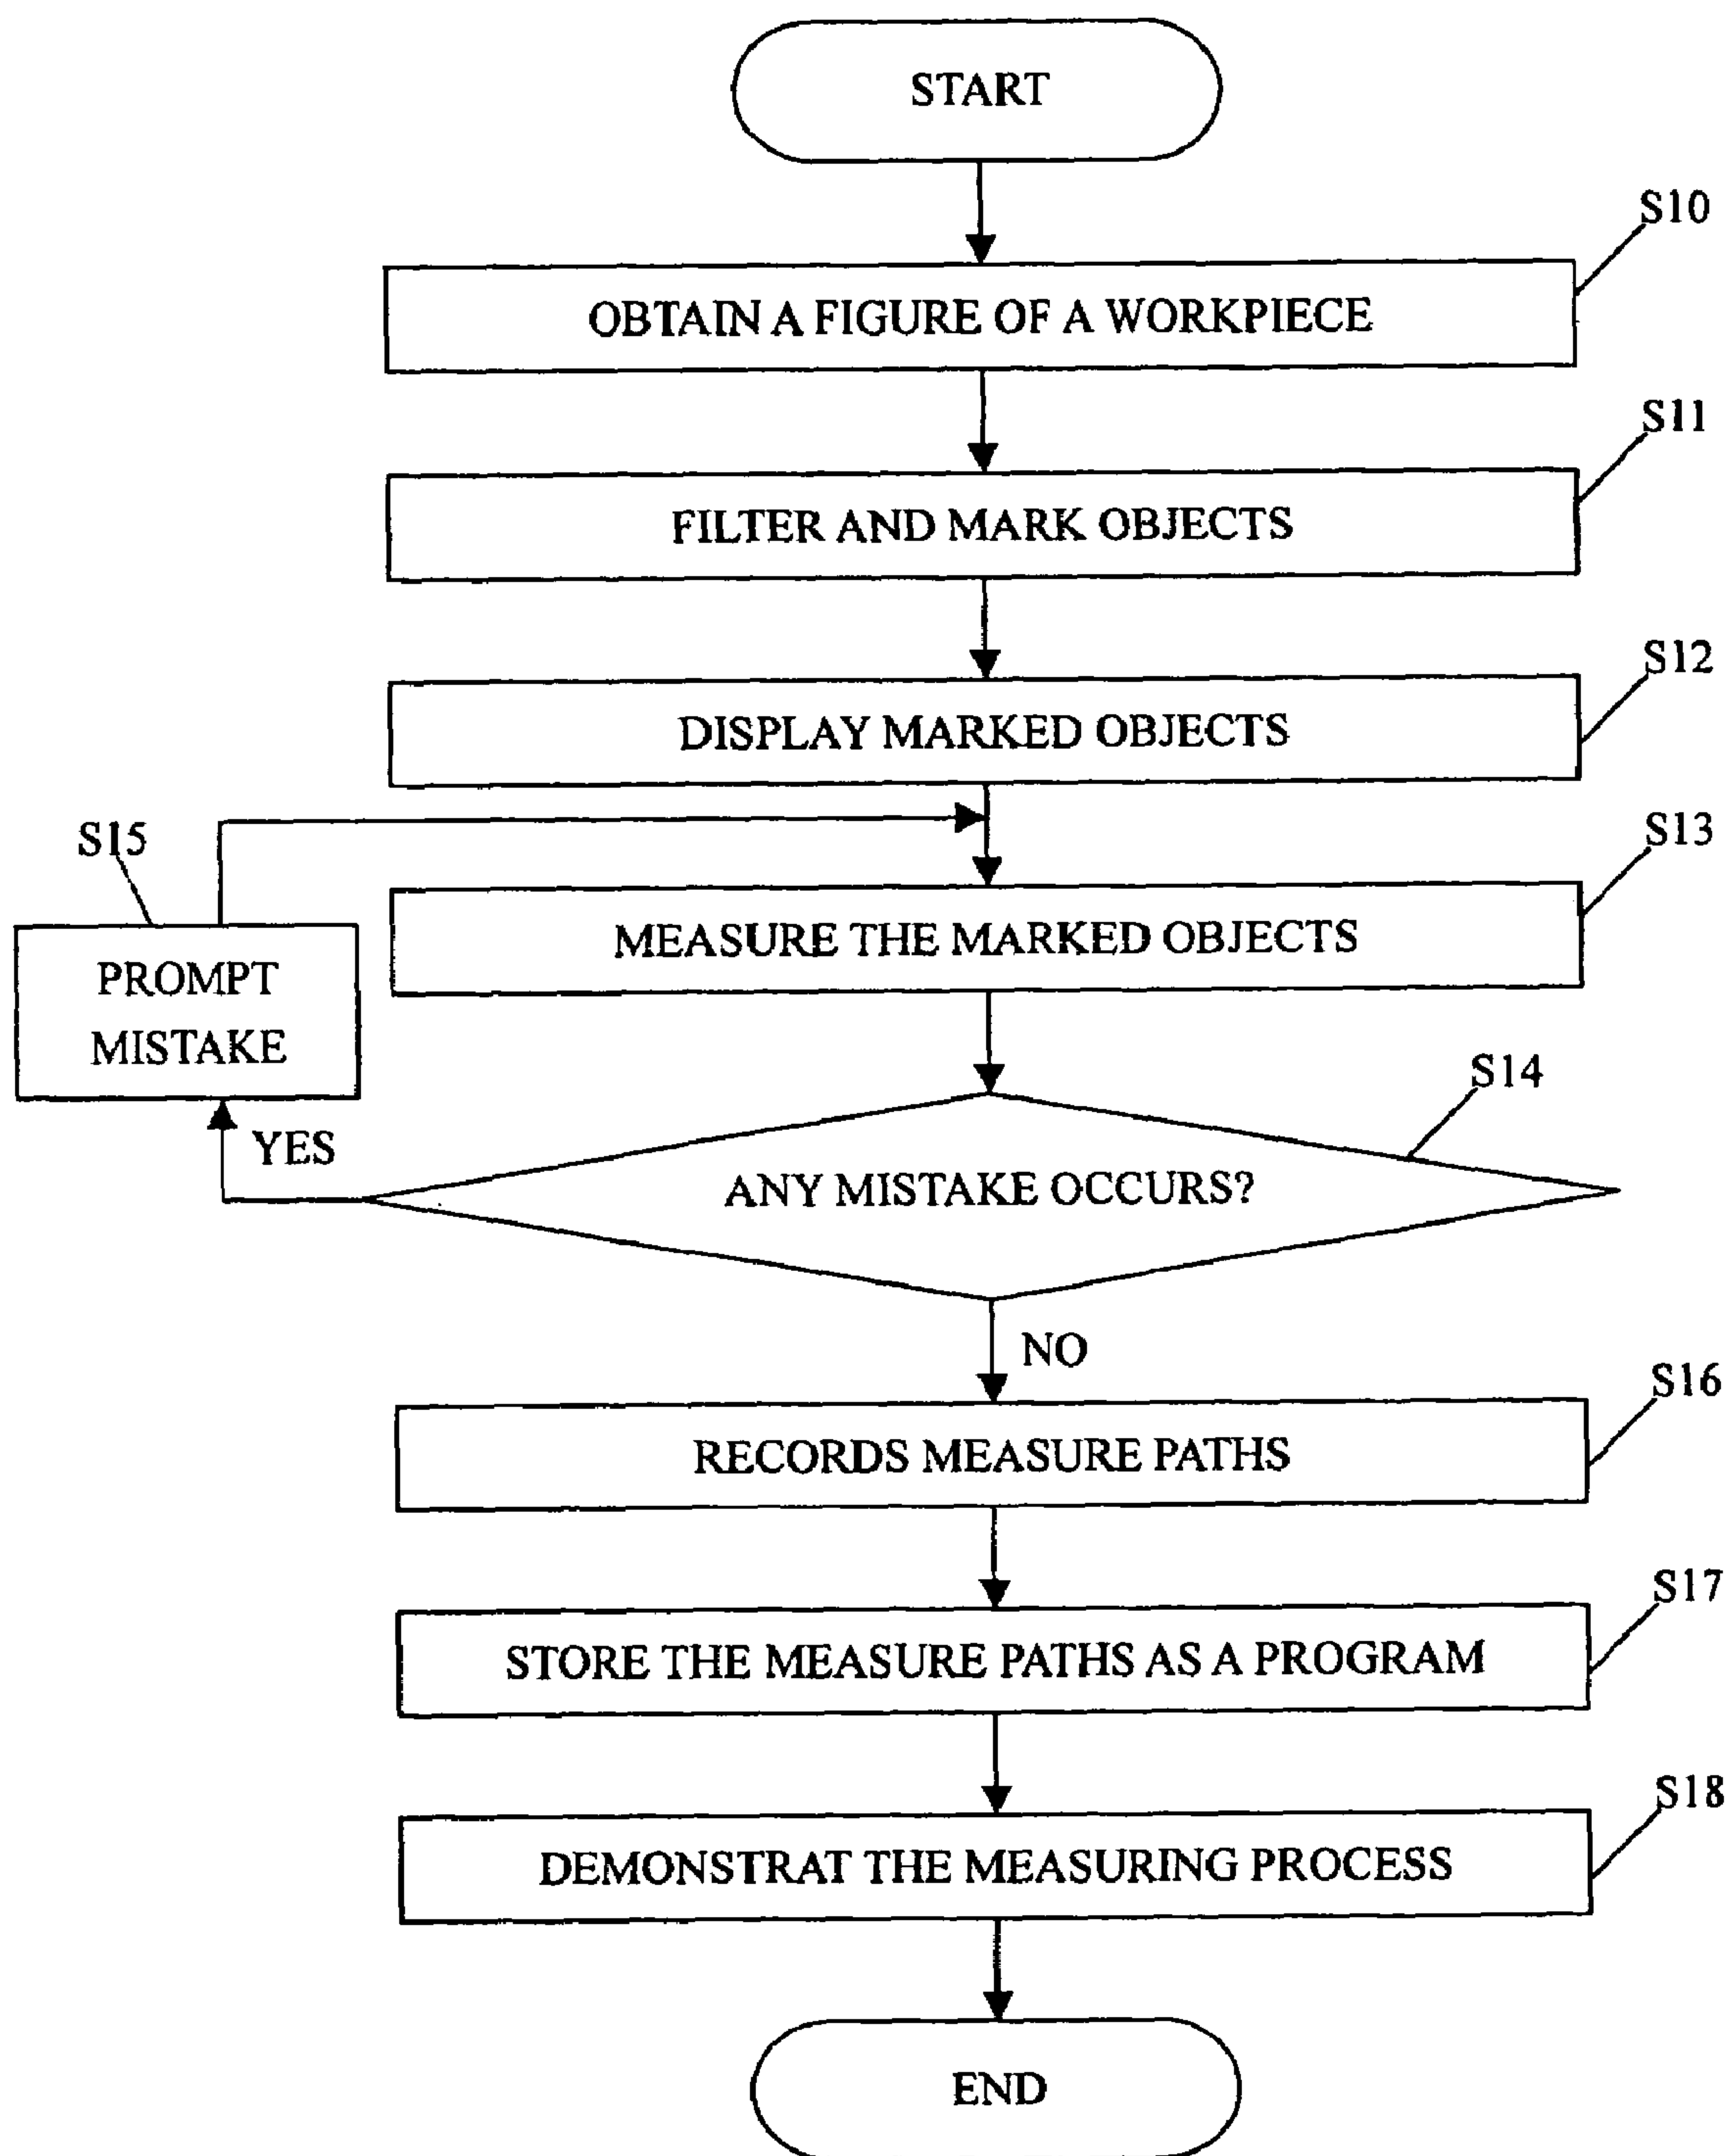 START
S10
OBTAIN A FIGURE OF A WORKPIECE
S11
FILTER AND MARK OBJECTS
S12
DISPLAY MARKED OBJECTS
S15
S13
PROMPT
MISTAKE
MEASURE THE MARKED OBJECTS
S14
YES
ANY MISTAKE OCCURS?
NO
S16
RECORDS MEASURE PATHS
S17
STORE THE MEASURE PATHS AS A PROGRAM
S18
DEMONSTRAT THE MEASURING PROCESS
END